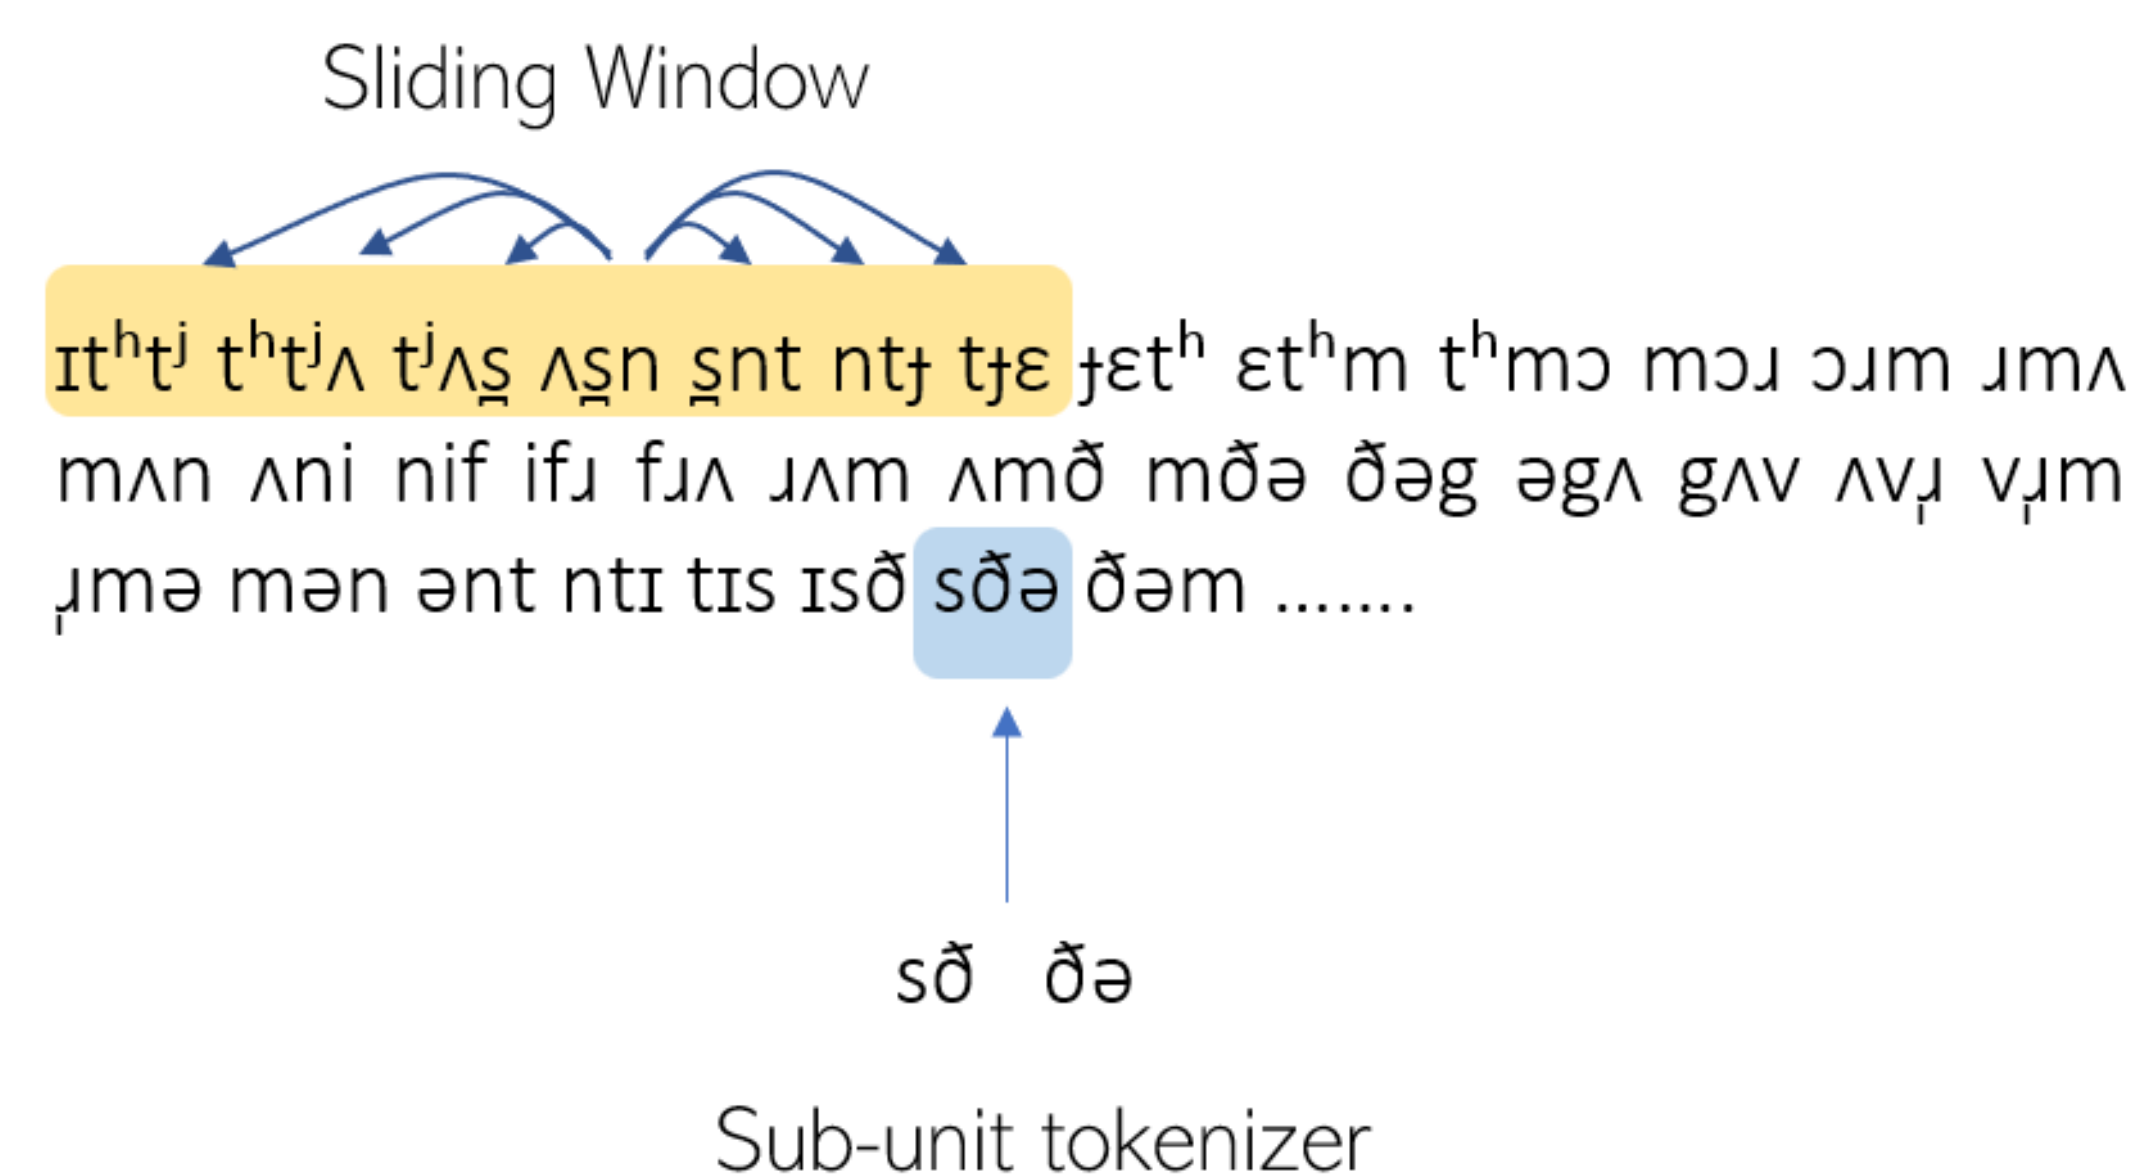 Sliding Window
ɪtʰtʲ tʰtʲʌ tʲʌs̪ ʌs̪n s̪nt ntɟ tɟɛ ɟɛtʰ ɛtʰm tʰmɔ mɔɹ ɔɹm ɹmʌ
mʌn ʌni nif ifɹ fɹʌ ɹʌm ʌmð mðə ðəg əgʌ gʌv ʌvɹ̩ vɹ̩m
ɹ̩mə mən ənt ntɪ tɪs ɪsð sðə ðəm .......
sð ðə
Sub-unit tokenizer